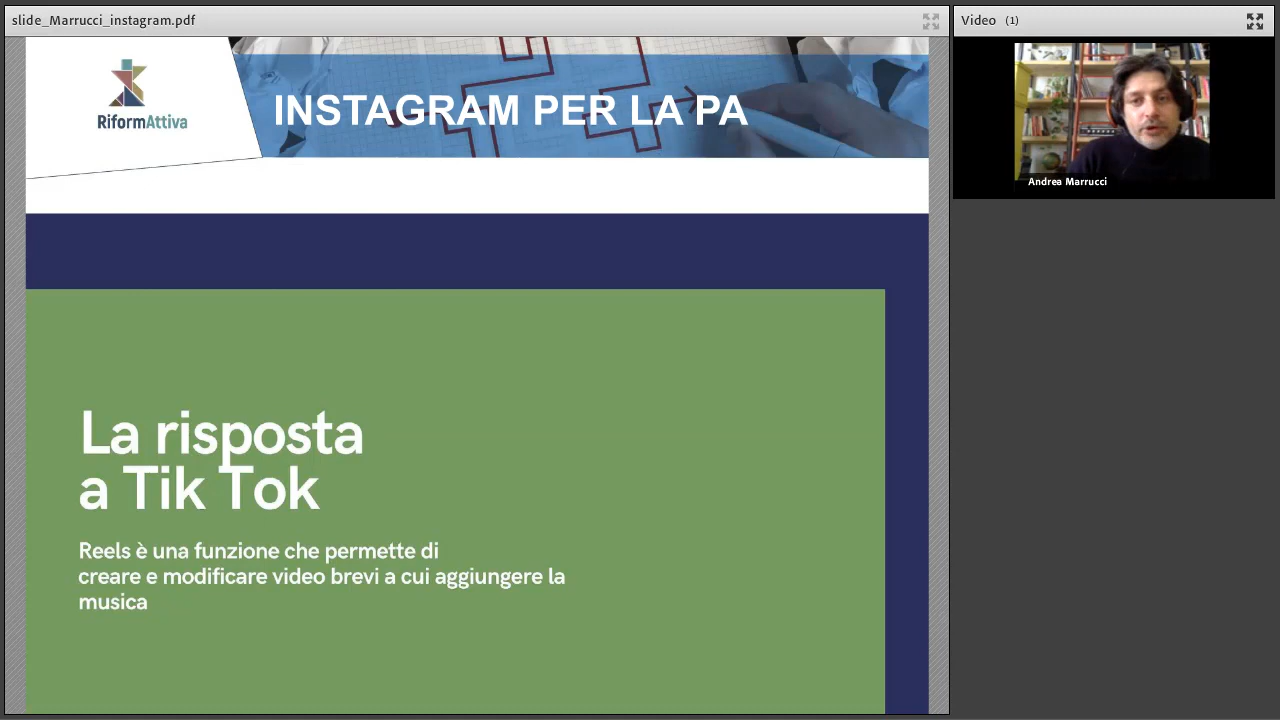 slide_Marrucci_instagram.pdf
Video (1)
RiformAttiva
INSTAGRAM PER LA PA
Andrea Marrucci
La risposta
a Tik Tok
Reels è una funzione che permette di
creare e modificare video brevi a cui aggiungere la
musica